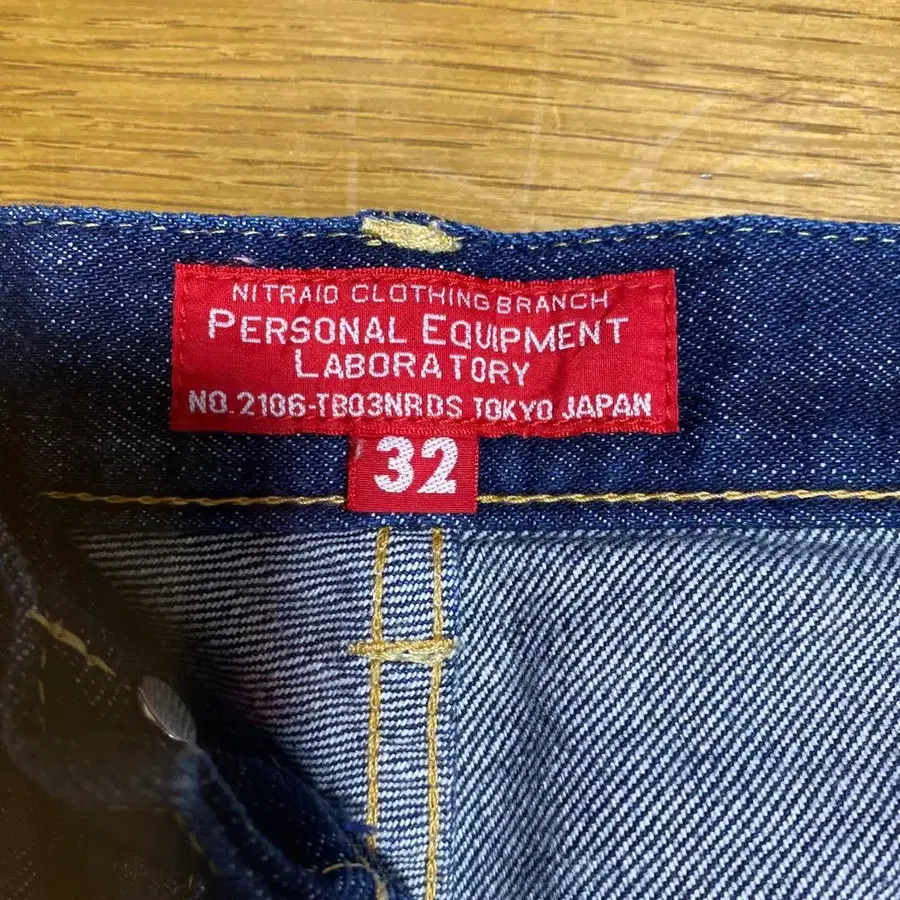 NITRAID CLOTHING BRANCH
PERSONAL EQUIPMENT
LABORATORY
NO.2106-TB03NRDS TOKYO JAPAN
32